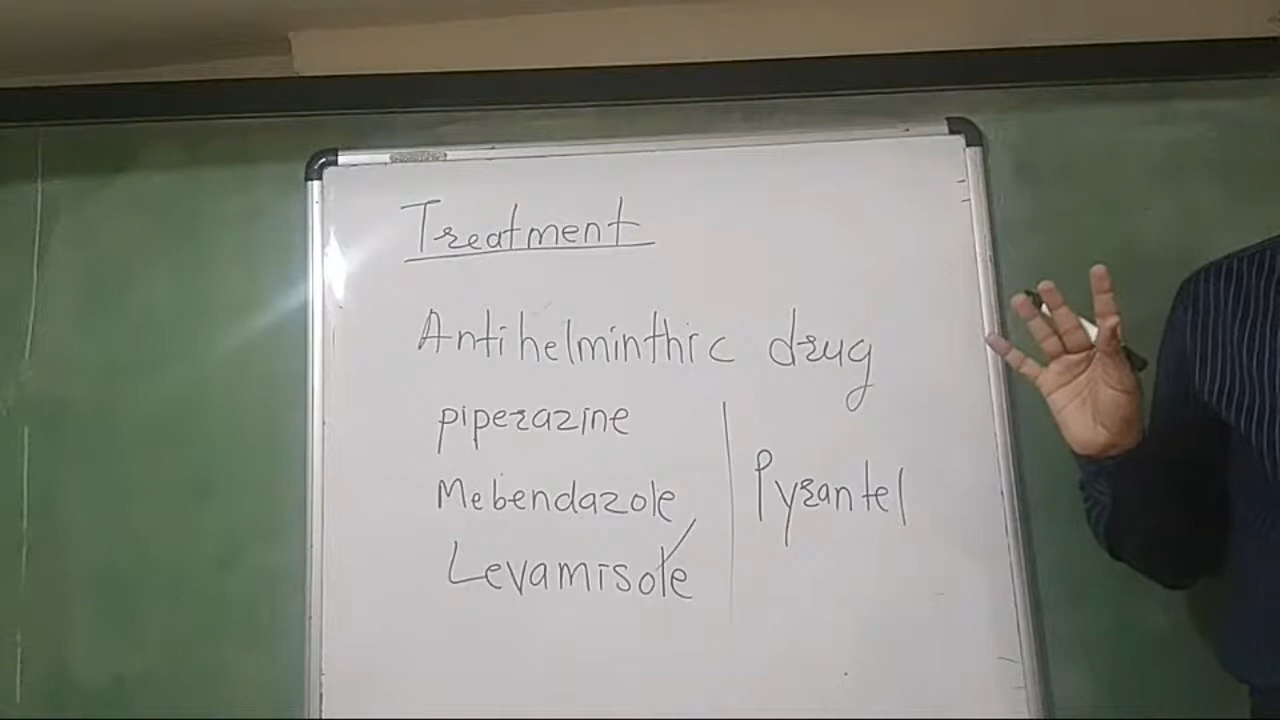 Treatment
Antihelminthic drug
piperazine
Mebendazole
Levamisole
Pyrantel